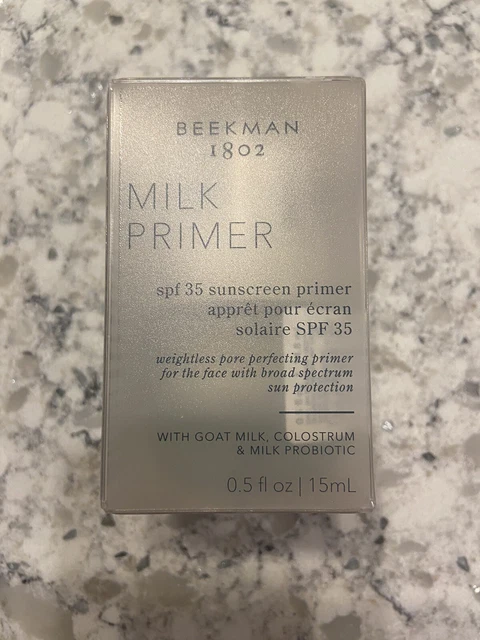 BEEKMAN
1802
MILK
PRIMER
spf 35 sunscreen primer
apprêt pour écran
solaire SPF 35
weightless pore perfecting primer
for the face with broad spectrum
sun protection
WITH GOAT MILK, COLOSTRUM
& MILK PROBIOTIC
0.5 fl oz | 15mL